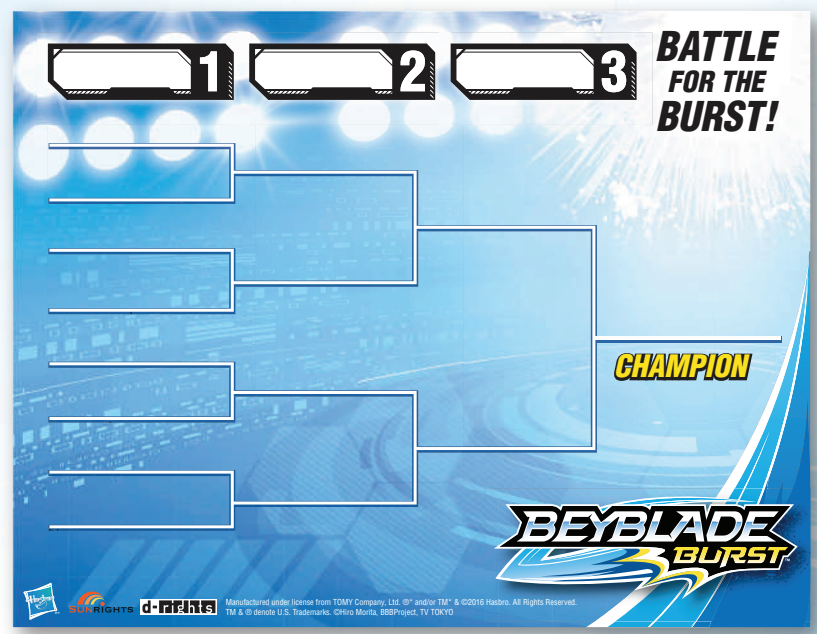 1
2
3
BATTLE
FOR THE
BURST!
CHAMPION
BEYBLADE
BURST™
Hasbro
SUNRIGHTS
d-rights
Manufactured under license from TOMY Company, Ltd. ®* and/or TM* & ©2016 Hasbro. All Rights Reserved.
TM & ® denote U.S. Trademarks. ©Hiro Morita, BBBProject, TV TOKYO